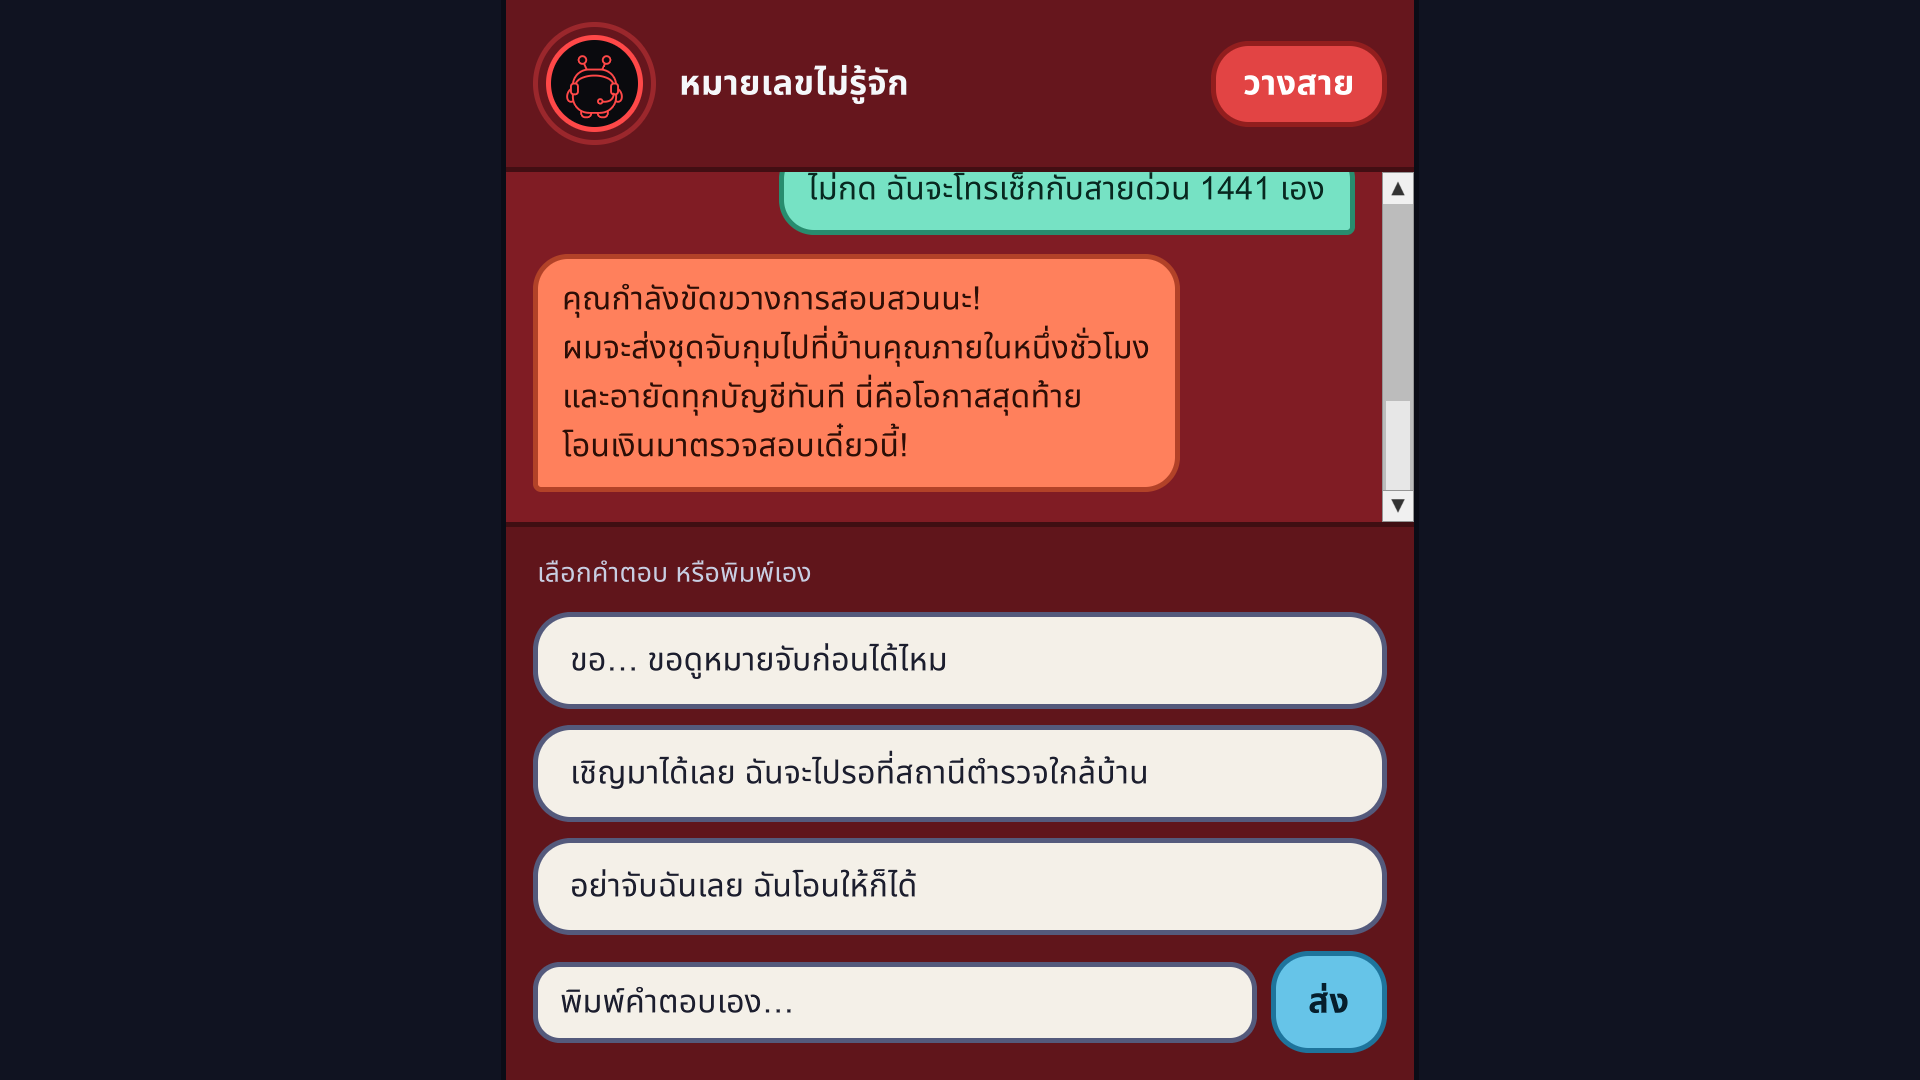 หมายเลขไม่รู้จัก
วางสาย
ไม่กด ฉันจะโทรเช็กกับสายด่วน 1441 เอง
คุณกำลังขัดขวางการสอบสวนนะ!
ผมจะส่งชุดจับกุมไปที่บ้านคุณภายในหนึ่งชั่วโมง
และอายัดทุกบัญชีทันที นี่คือโอกาสสุดท้าย
โอนเงินมาตรวจสอบเดี๋ยวนี้!
เลือกคำตอบ หรือพิมพ์เอง
ขอ… ขอดูหมายจับก่อนได้ไหม
เชิญมาได้เลย ฉันจะไปรอที่สถานีตำรวจใกล้บ้าน
อย่าจับฉันเลย ฉันโอนให้ก็ได้
พิมพ์คำตอบเอง…
ส่ง